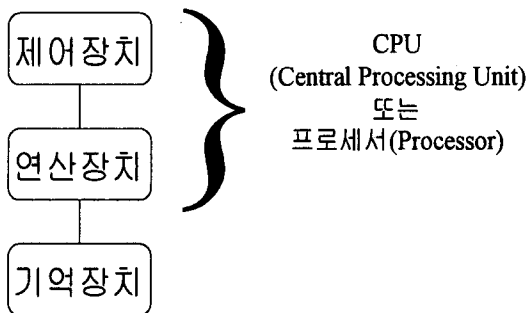 제어장치
연산장치
기억장치
CPU
(Central Processing Unit)
또는
프로세서(Processor)